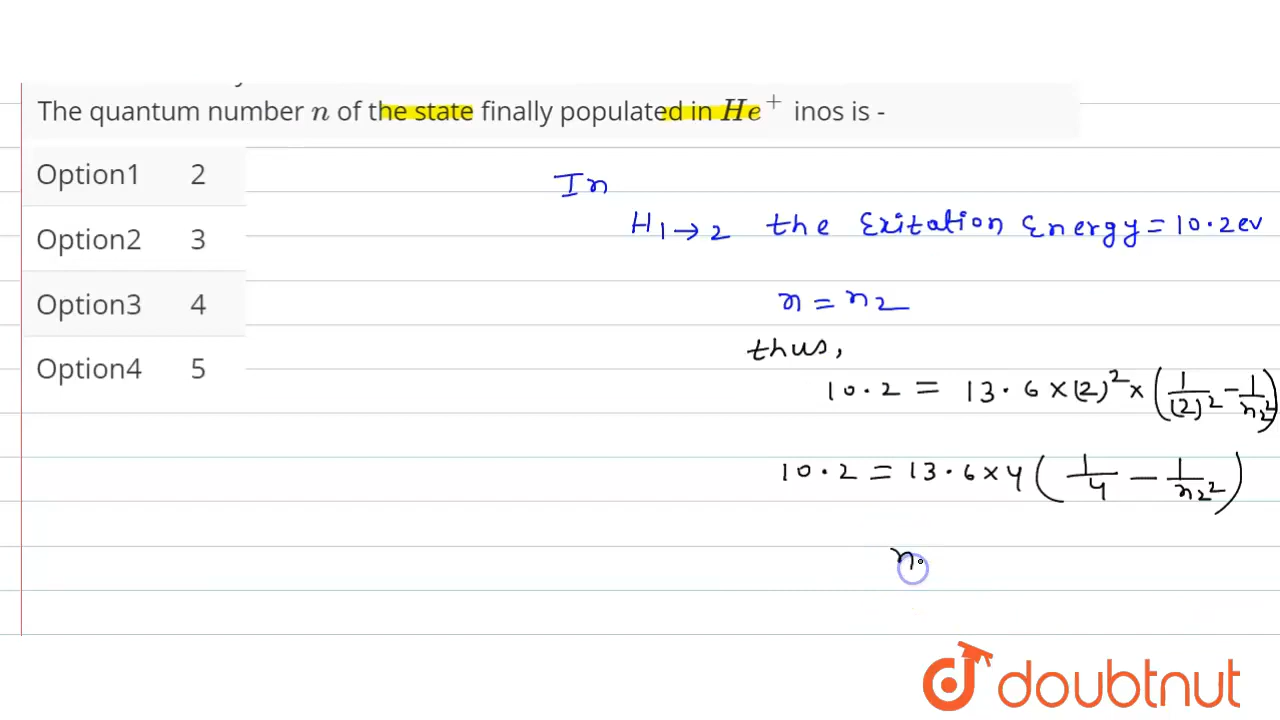 The quantum number n of the state finally populated in He⁺ inos is -
Option1 2
Option2 3
Option3 4
Option4 5
In
H₁→₂ the Exitation Energy = 10.2ev
n = n₂
thus,
10.2 = 13.6 × (2)² × (1/(2)² - 1/n₂²)
10.2 = 13.6 × 4 (1/4 - 1/n₂²)
n
doubtnut